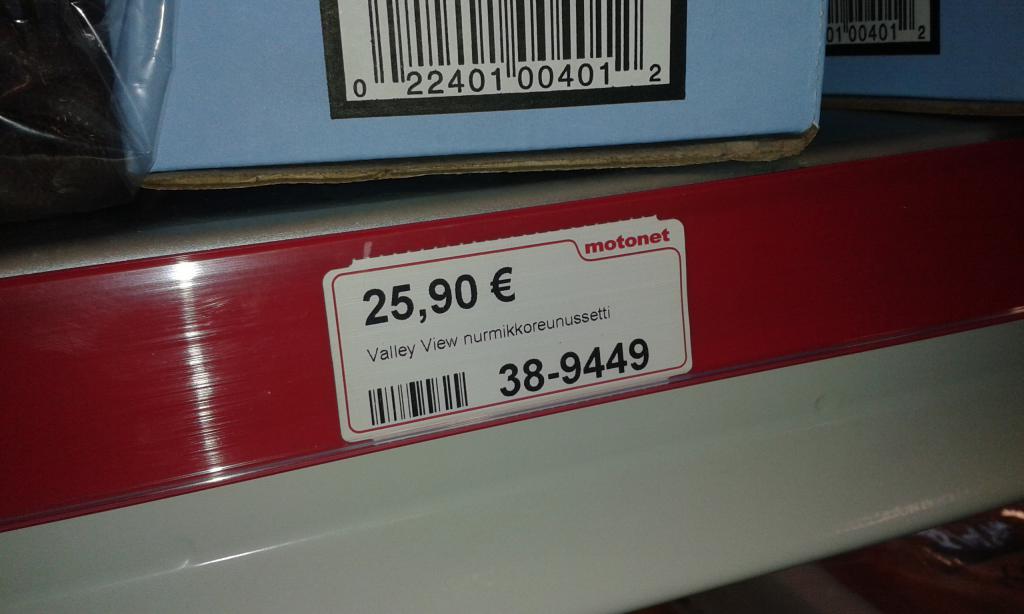 0 22401 00401 2
01 00401 2
motonet
25,90 €
Valley View nurmikkoreunussetti
38-9449